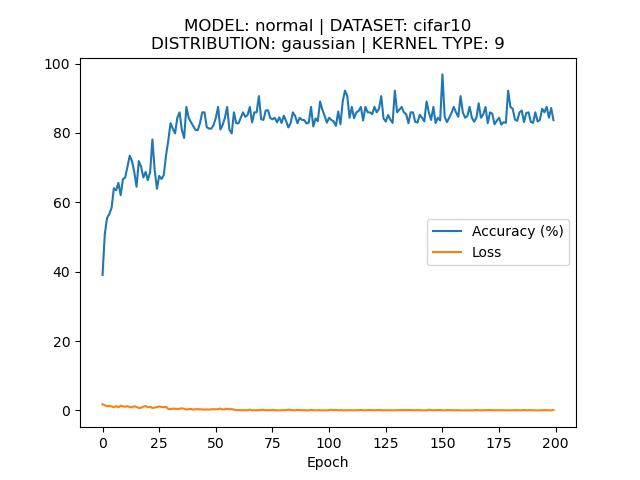 MODEL: normal | DATASET: cifar10
DISTRIBUTION: gaussian | KERNEL TYPE: 9
100
80
60
40
20
0
Accuracy (%)
Loss
0 25 50 75 100 125 150 175 200
Epoch